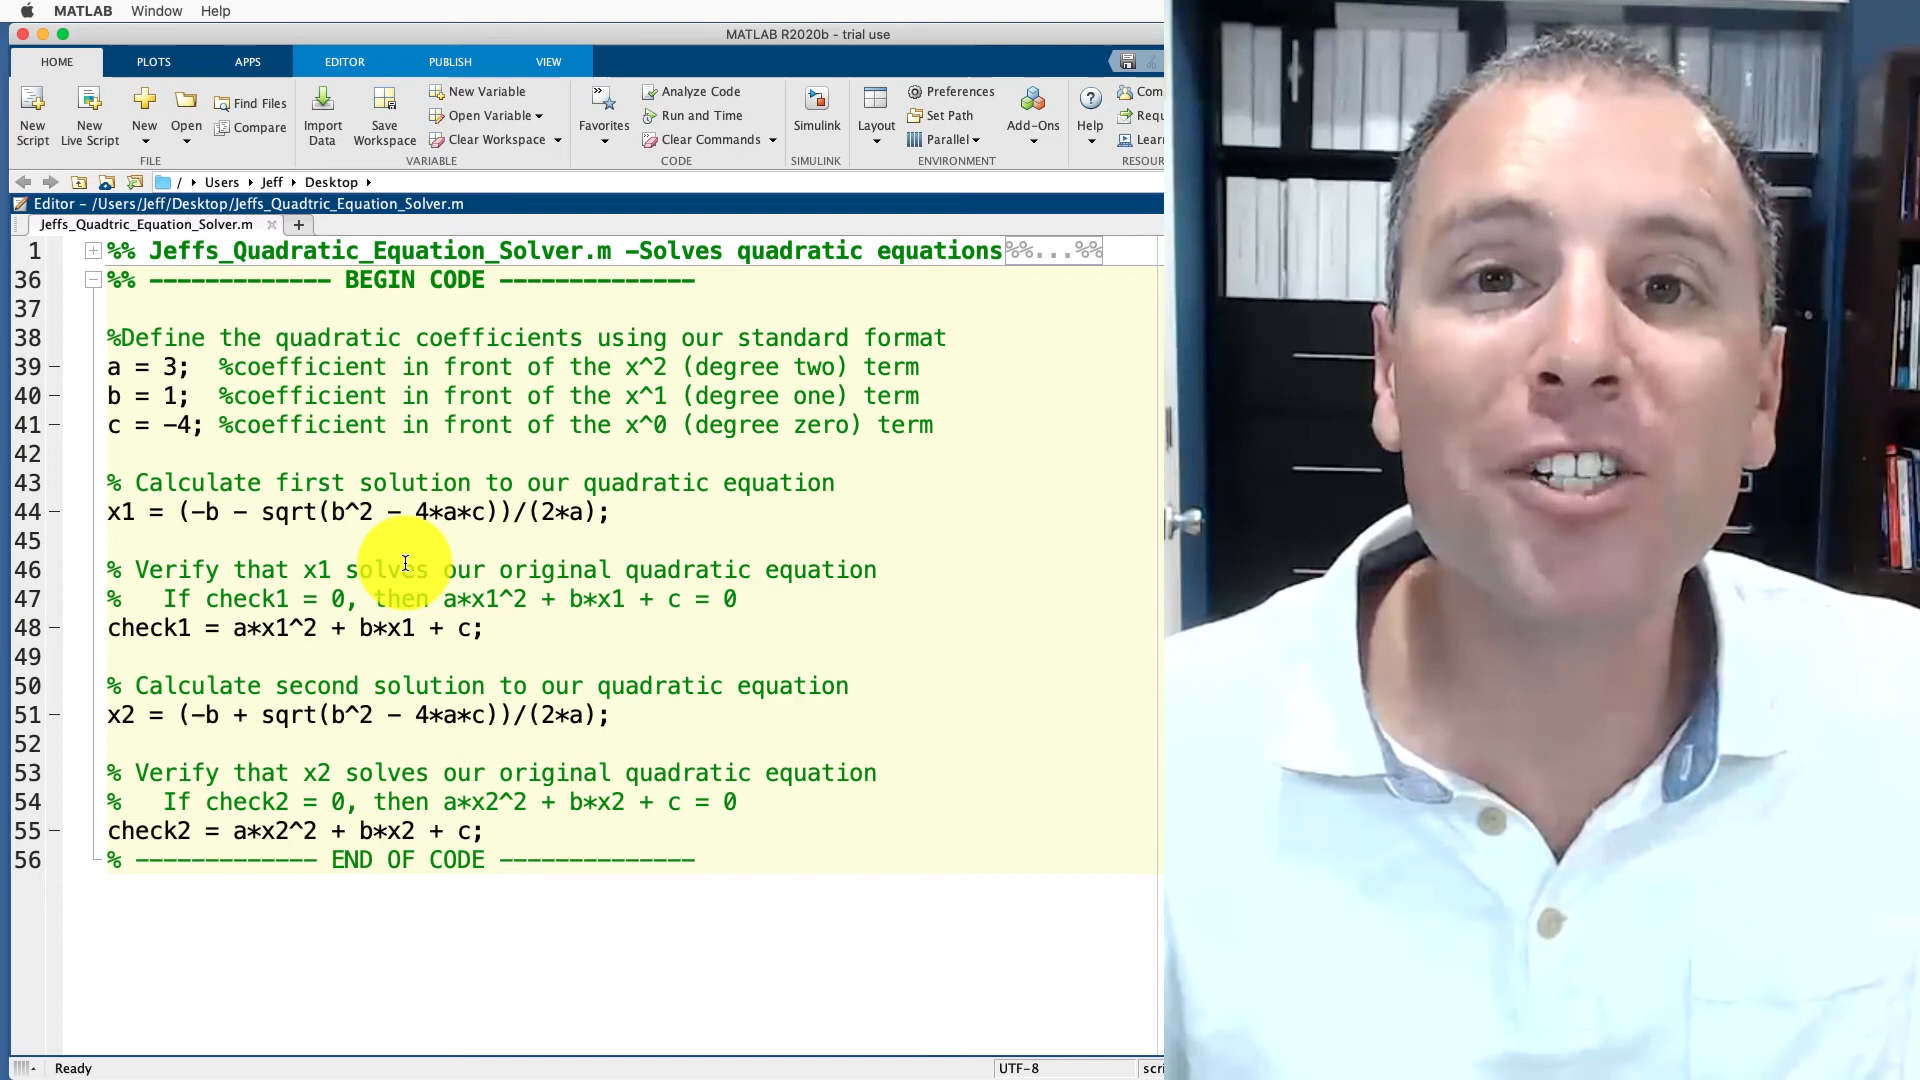 MATLAB Window Help
MATLAB R2020b - trial use
HOME PLOTS APPS EDITOR PUBLISH VIEW
New Script
New Live Script
New
Open
Find Files
Compare
FILE
Import Data
Save Workspace
New Variable
Open Variable
Clear Workspace
VARIABLE
Favorites
Analyze Code
Run and Time
Clear Commands
CODE
Simulink
SIMULINK
Layout
Preferences
Set Path
Parallel
Add-Ons
ENVIRONMENT
Help
Com
Requ
Learn
RESOUR
/ Users Jeff Desktop
Editor - /Users/Jeff/Desktop/Jeffs_Quadtric_Equation_Solver.m
Jeffs_Quadtric_Equation_Solver.m
1 %% Jeffs_Quadratic_Equation_Solver.m -Solves quadratic equations%%...%%
36 %% ------------- BEGIN CODE --------------
37
38 %Define the quadratic coefficients using our standard format
39 a = 3; %coefficient in front of the x^2 (degree two) term
40 b = 1; %coefficient in front of the x^1 (degree one) term
41 c = -4; %coefficient in front of the x^0 (degree zero) term
42
43 % Calculate first solution to our quadratic equation
44 x1 = (-b - sqrt(b^2 - 4*a*c))/(2*a);
45
46 % Verify that x1 solves our original quadratic equation
47 % If check1 = 0, then a*x1^2 + b*x1 + c = 0
48 check1 = a*x1^2 + b*x1 + c;
49
50 % Calculate second solution to our quadratic equation
51 x2 = (-b + sqrt(b^2 - 4*a*c))/(2*a);
52
53 % Verify that x2 solves our original quadratic equation
54 % If check2 = 0, then a*x2^2 + b*x2 + c = 0
55 check2 = a*x2^2 + b*x2 + c;
56 % ------------- END OF CODE --------------
Ready
UTF-8
scri